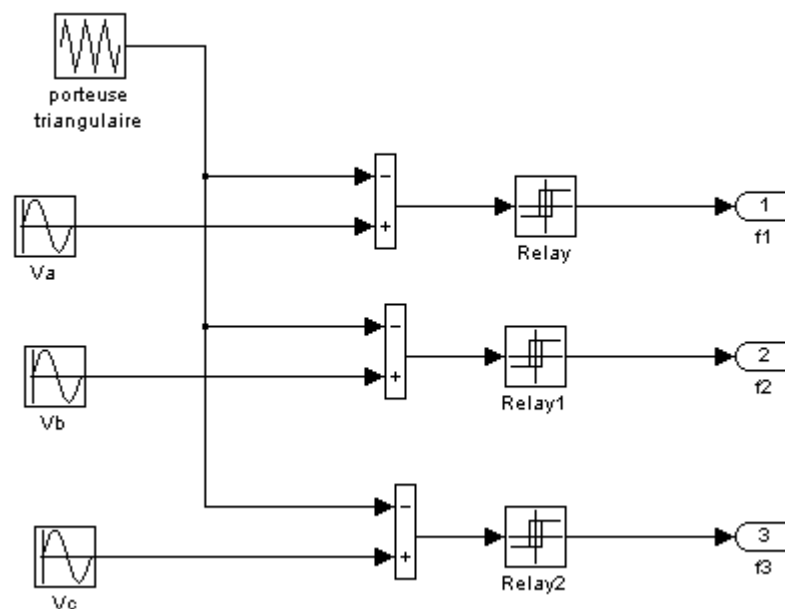 porteuse
triangulaire
−
+
Va
Relay
1
f1
−
+
Vb
Relay1
2
f2
−
+
Vc
Relay2
3
f3